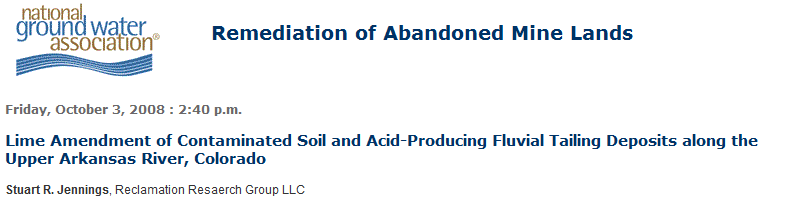 national
ground water
association®
Remediation of Abandoned Mine Lands
Friday, October 3, 2008 : 2:40 p.m.
Lime Amendment of Contaminated Soil and Acid-Producing Fluvial Tailing Deposits along the
Upper Arkansas River, Colorado
Stuart R. Jennings, Reclamation Resaerch Group LLC